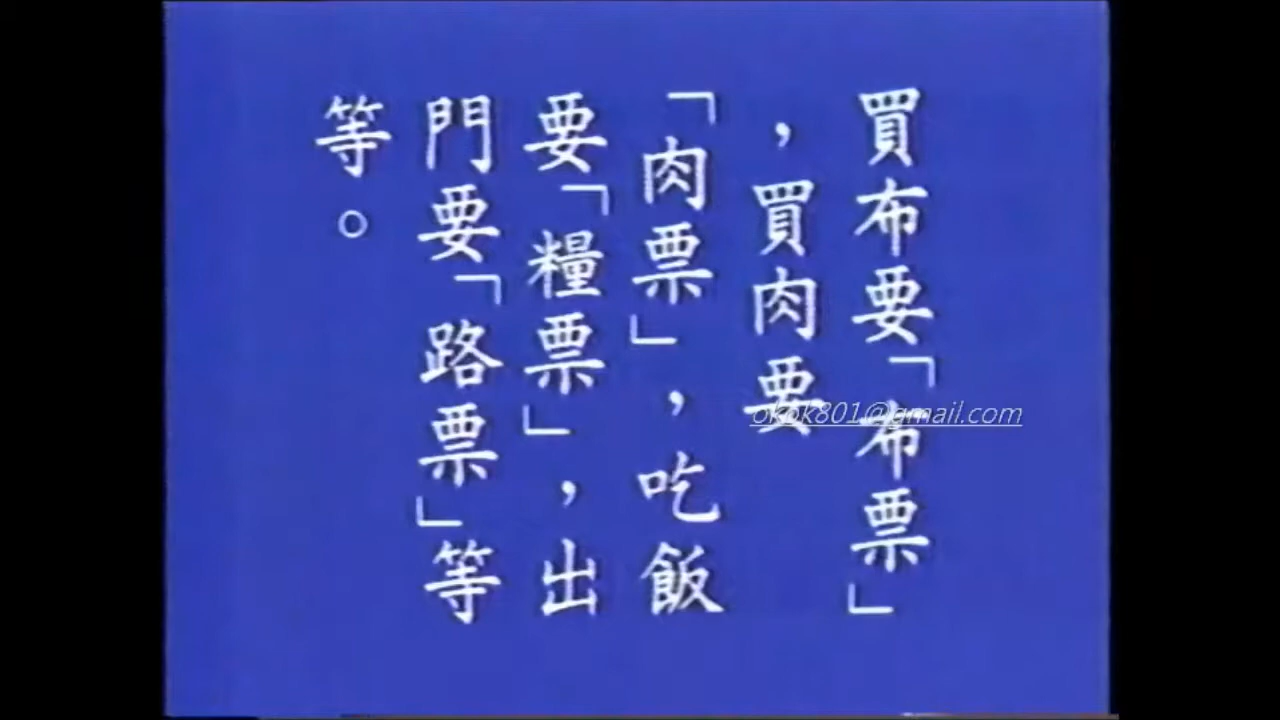 買布要「布票」
，買肉要
「肉票」，吃飯
要「糧票」，出
門要「路票」等
等。
okok801@gmail.com